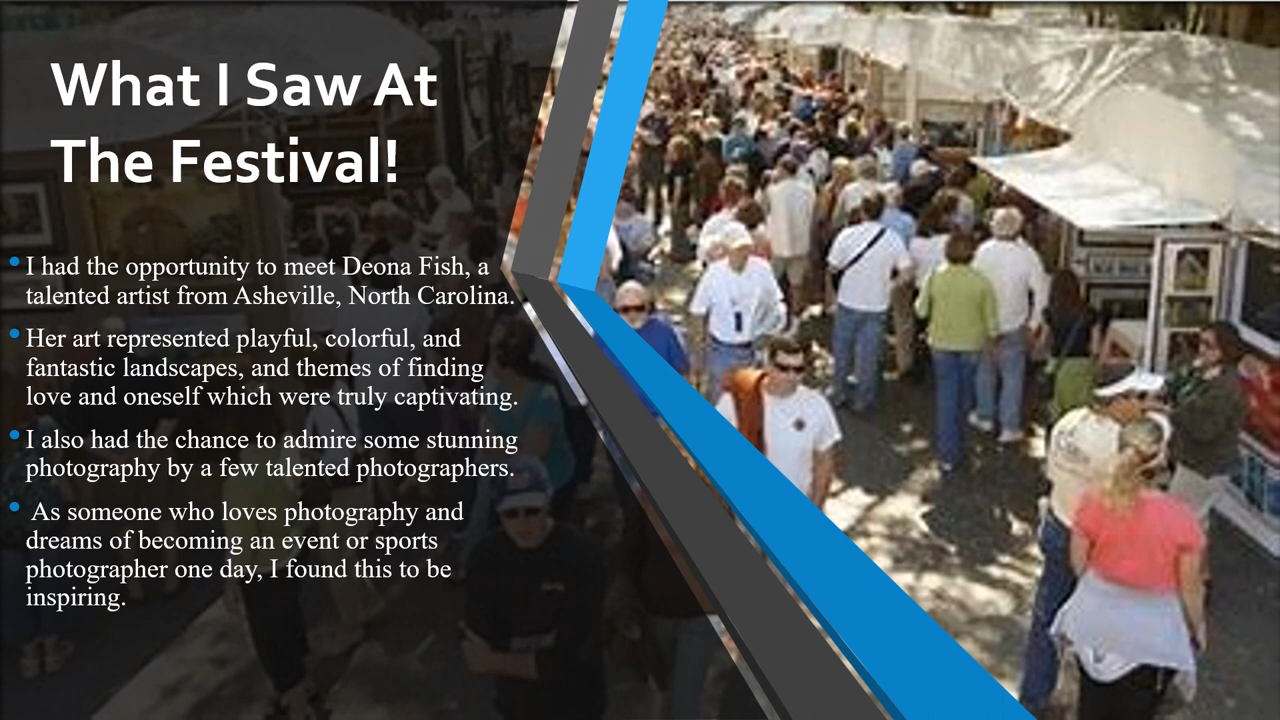 What I Saw At
The Festival!
•I had the opportunity to meet Deona Fish, a
talented artist from Asheville, North Carolina.
•Her art represented playful, colorful, and
fantastic landscapes, and themes of finding
love and oneself which were truly captivating.
•I also had the chance to admire some stunning
photography by a few talented photographers.
• As someone who loves photography and
dreams of becoming an event or sports
photographer one day, I found this to be
inspiring.